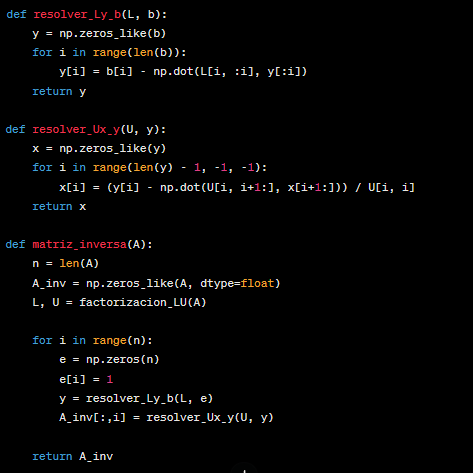 def resolver_Ly_b(L, b):
    y = np.zeros_like(b)
    for i in range(len(b)):
        y[i] = b[i] - np.dot(L[i, :i], y[:i])
    return y

def resolver_Ux_y(U, y):
    x = np.zeros_like(y)
    for i in range(len(y) - 1, -1, -1):
        x[i] = (y[i] - np.dot(U[i, i+1:], x[i+1:])) / U[i, i]
    return x

def matriz_inversa(A):
    n = len(A)
    A_inv = np.zeros_like(A, dtype=float)
    L, U = factorizacion_LU(A)

    for i in range(n):
        e = np.zeros(n)
        e[i] = 1
        y = resolver_Ly_b(L, e)
        A_inv[:,i] = resolver_Ux_y(U, y)

    return A_inv